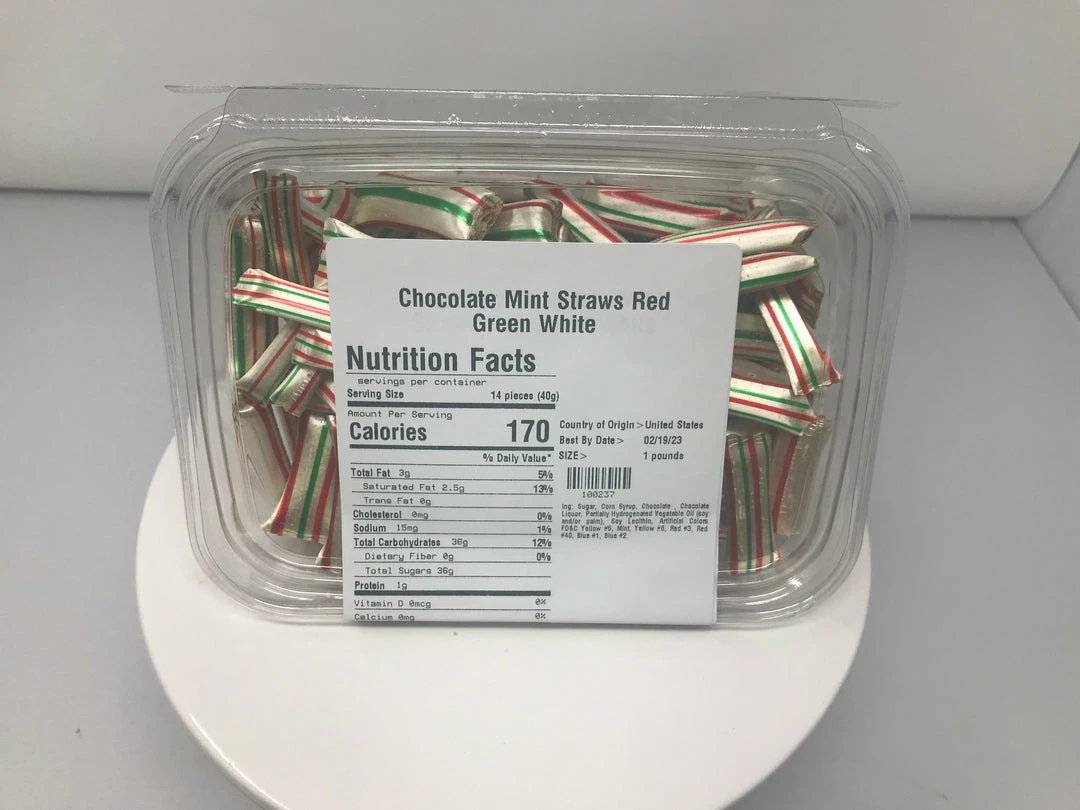 Chocolate Mint Straws Red
Green White
Nutrition Facts
servings per container
Serving Size 14 pieces (40g)
Amount Per Serving
Calories 170
% Daily Value*
Total Fat 3g 5%
Saturated Fat 2.5g 13%
Trans Fat 0g
Cholesterol 0mg 0%
Sodium 15mg 1%
Total Carbohydrates 36g 12%
Dietary Fiber 0g 0%
Total Sugars 36g
Protein 1g
Vitamin D 0mcg 0%
Calcium 0mg 0%
Country of Origin > United States
Best By Date > 02/19/23
SIZE > 1 pounds
100237
Ing: Sugar, Corn Syrup, Chocolate , Chocolate
Liquor, Partially Hydrogenated Vegetable Oil (soy
and/or palm), Soy Lecithin, Artificial Colors
FD&C Yellow #5, Mint, Yellow #6, Red #3, Red
#40, Blue #1, Blue #2